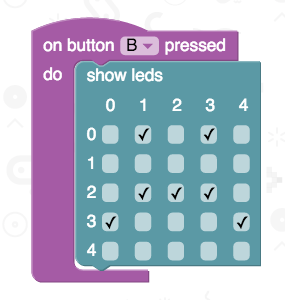 on button B pressed
do show leds
0 1 2 3 4
0 ✓ ✓
1
2 ✓ ✓ ✓
3 ✓ ✓
4